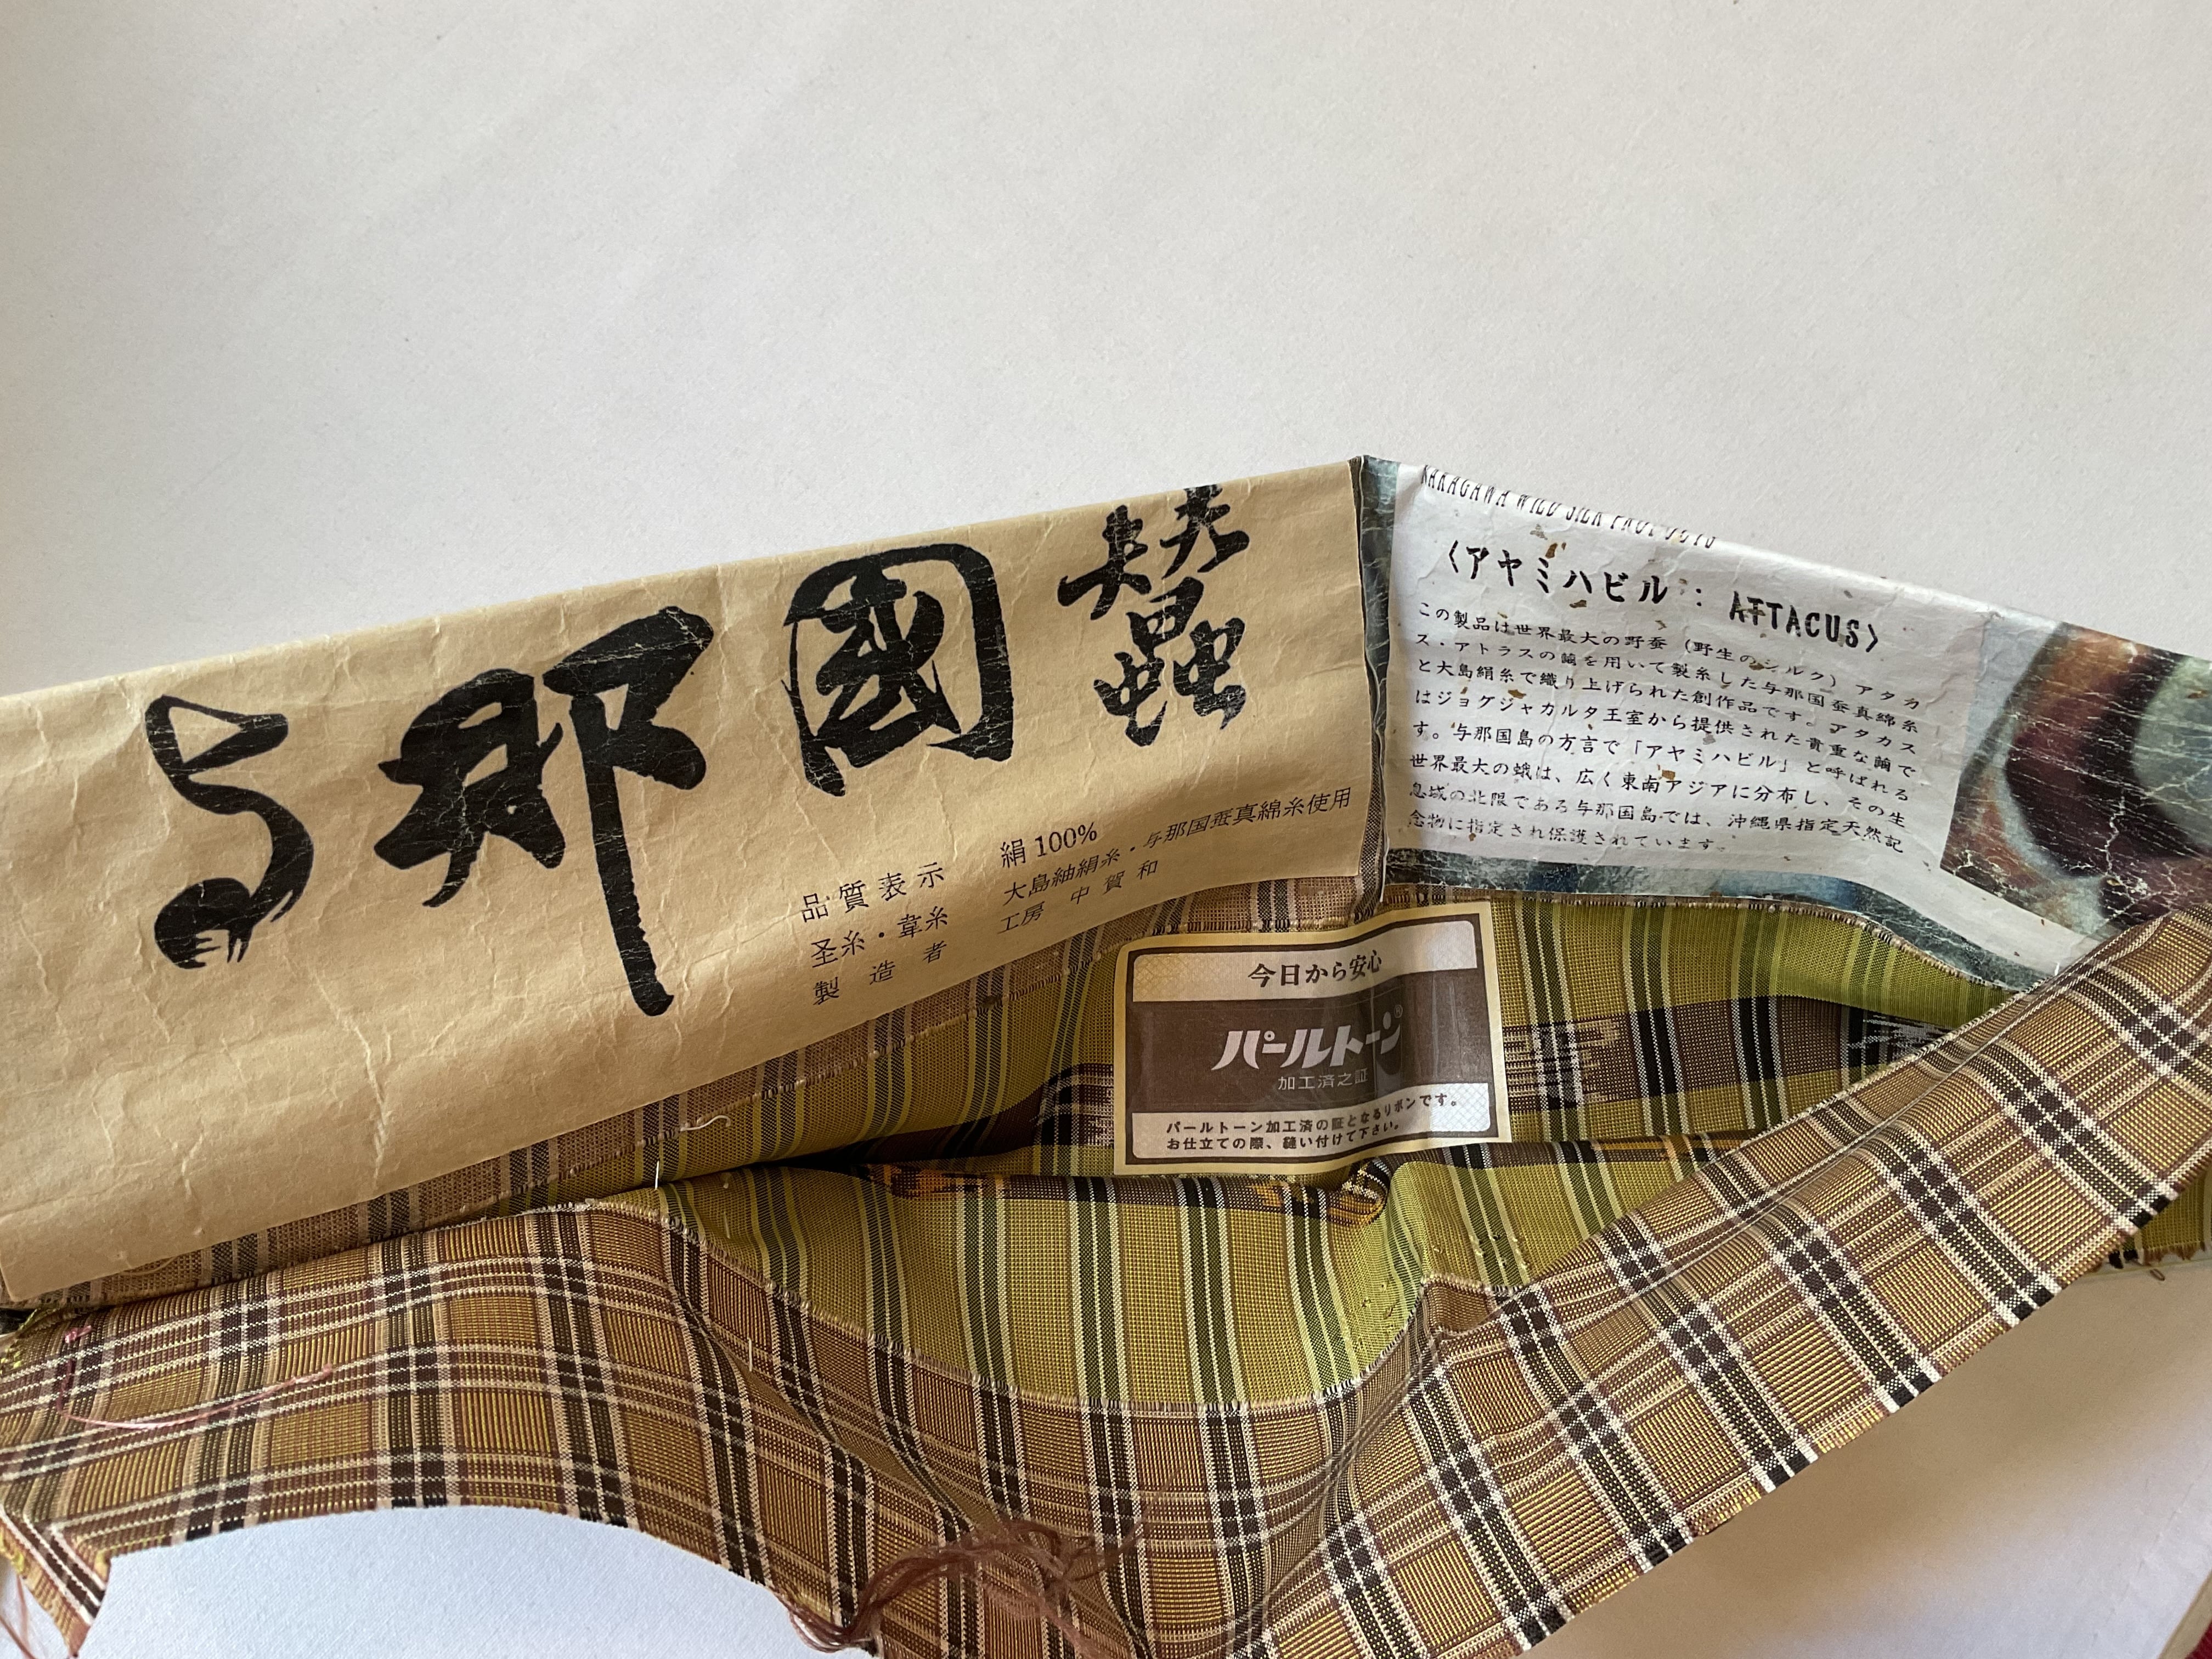 与那國蠶
品質表示 絹100%
圣糸・韋糸 大島紬絹糸・与那国蚕真綿糸使用
製造者 工房 中賀和
NAKAGAWA WILD SILK PRODUCTS
〈アヤミハビル: ATTACUS〉
この製品は世界最大の野蚕(野生のシルク)アタカ
ス・アトラスの繭を用いて製糸した与那国蚕真綿糸
と大島絹糸で織り上げられた創作品です。アタカス
はジョグジャカルタ王室から提供された貴重な繭で
す。与那国島の方言で「アヤミハビル」と呼ばれる
世界最大の蛾は、広く東南アジアに分布し、その生
息域の北限である与那国島では、沖縄県指定天然記
念物に指定され保護されています。
今日から安心
パールトーン®
加工済之証
パールトーン加工済の証となるリボンです。
お仕立ての際、縫い付けて下さい。